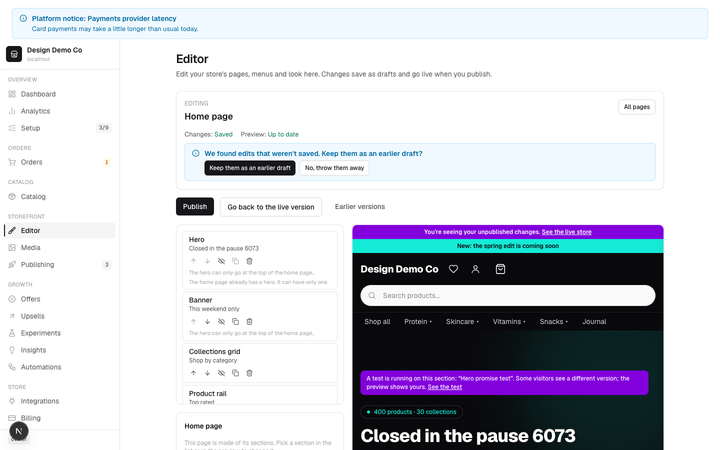 Platform notice: Payments provider latency
Card payments may take a little longer than usual today.
Design Demo Co
localhost
OVERVIEW
Dashboard
Analytics
Setup 3/9
ORDERS
Orders 1
CATALOG
Catalog
STOREFRONT
Editor
Media
Publishing 3
GROWTH
Offers
Upsells
Experiments
Insights
Automations
STORE
Integrations
Billing
N
Editor
Edit your store's pages, menus and look here. Changes save as drafts and go live when you publish.
EDITING
Home page
All pages
Changes: Saved Preview: Up to date
We found edits that weren't saved. Keep them as an earlier draft?
Keep them as an earlier draft
No, throw them away
Publish
Go back to the live version
Earlier versions
Hero
Closed in the pause 6073
The hero can only go at the top of the home page.
The home page already has a hero. It can have only one.
Banner
This weekend only
The hero can only go at the top of the home page.
Collections grid
Shop by category
Product rail
Top rated
Home page
This page is made of its sections. Pick a section in the
You're seeing your unpublished changes. See the live store
New: the spring edit is coming soon
Design Demo Co
Search products...
Shop all
Protein
Skincare
Vitamins
Snacks
Journal
A test is running on this section: "Hero promise test". Some visitors see a different version; the
preview shows yours. See the test
400 products · 30 collections
Closed in the pause 6073